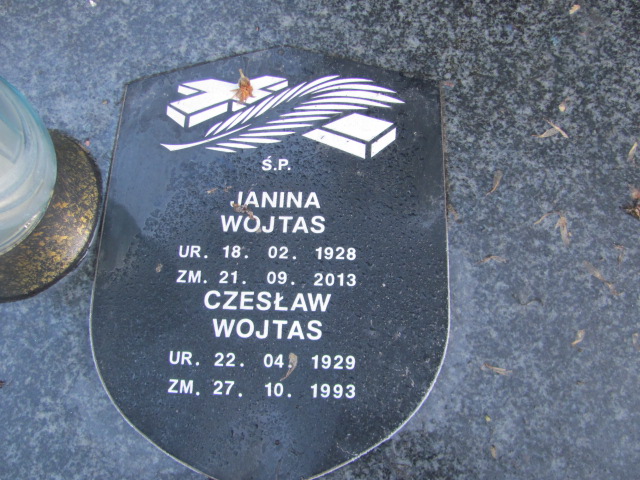 Ś.P.
JANINA
WOJTAS
UR. 18. 02. 1928
ZM. 21. 09. 2013
CZESŁAW
WOJTAS
UR. 22. 04. 1929
ZM. 27. 10. 1993